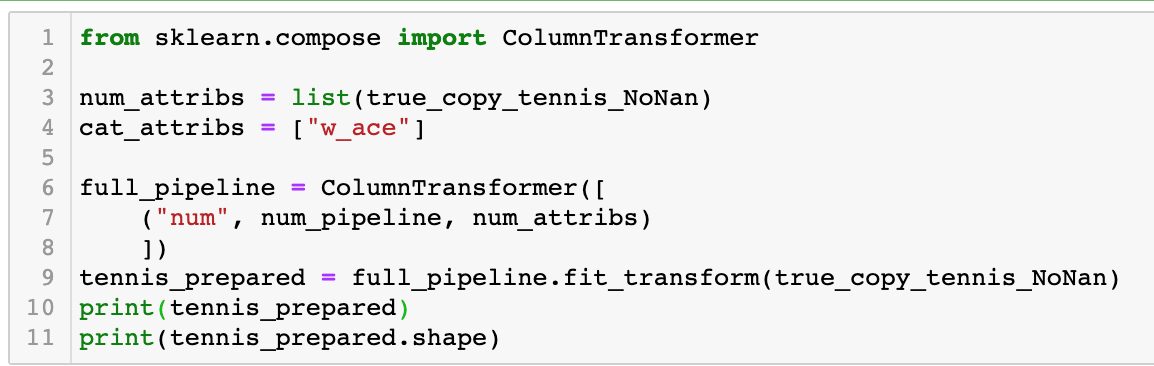 1 from sklearn.compose import ColumnTransformer
2
3 num_attribs = list(true_copy_tennis_NoNan)
4 cat_attribs = ["w_ace"]
5
6 full_pipeline = ColumnTransformer([
7     ("num", num_pipeline, num_attribs)
8     ])
9 tennis_prepared = full_pipeline.fit_transform(true_copy_tennis_NoNan)
10 print(tennis_prepared)
11 print(tennis_prepared.shape)